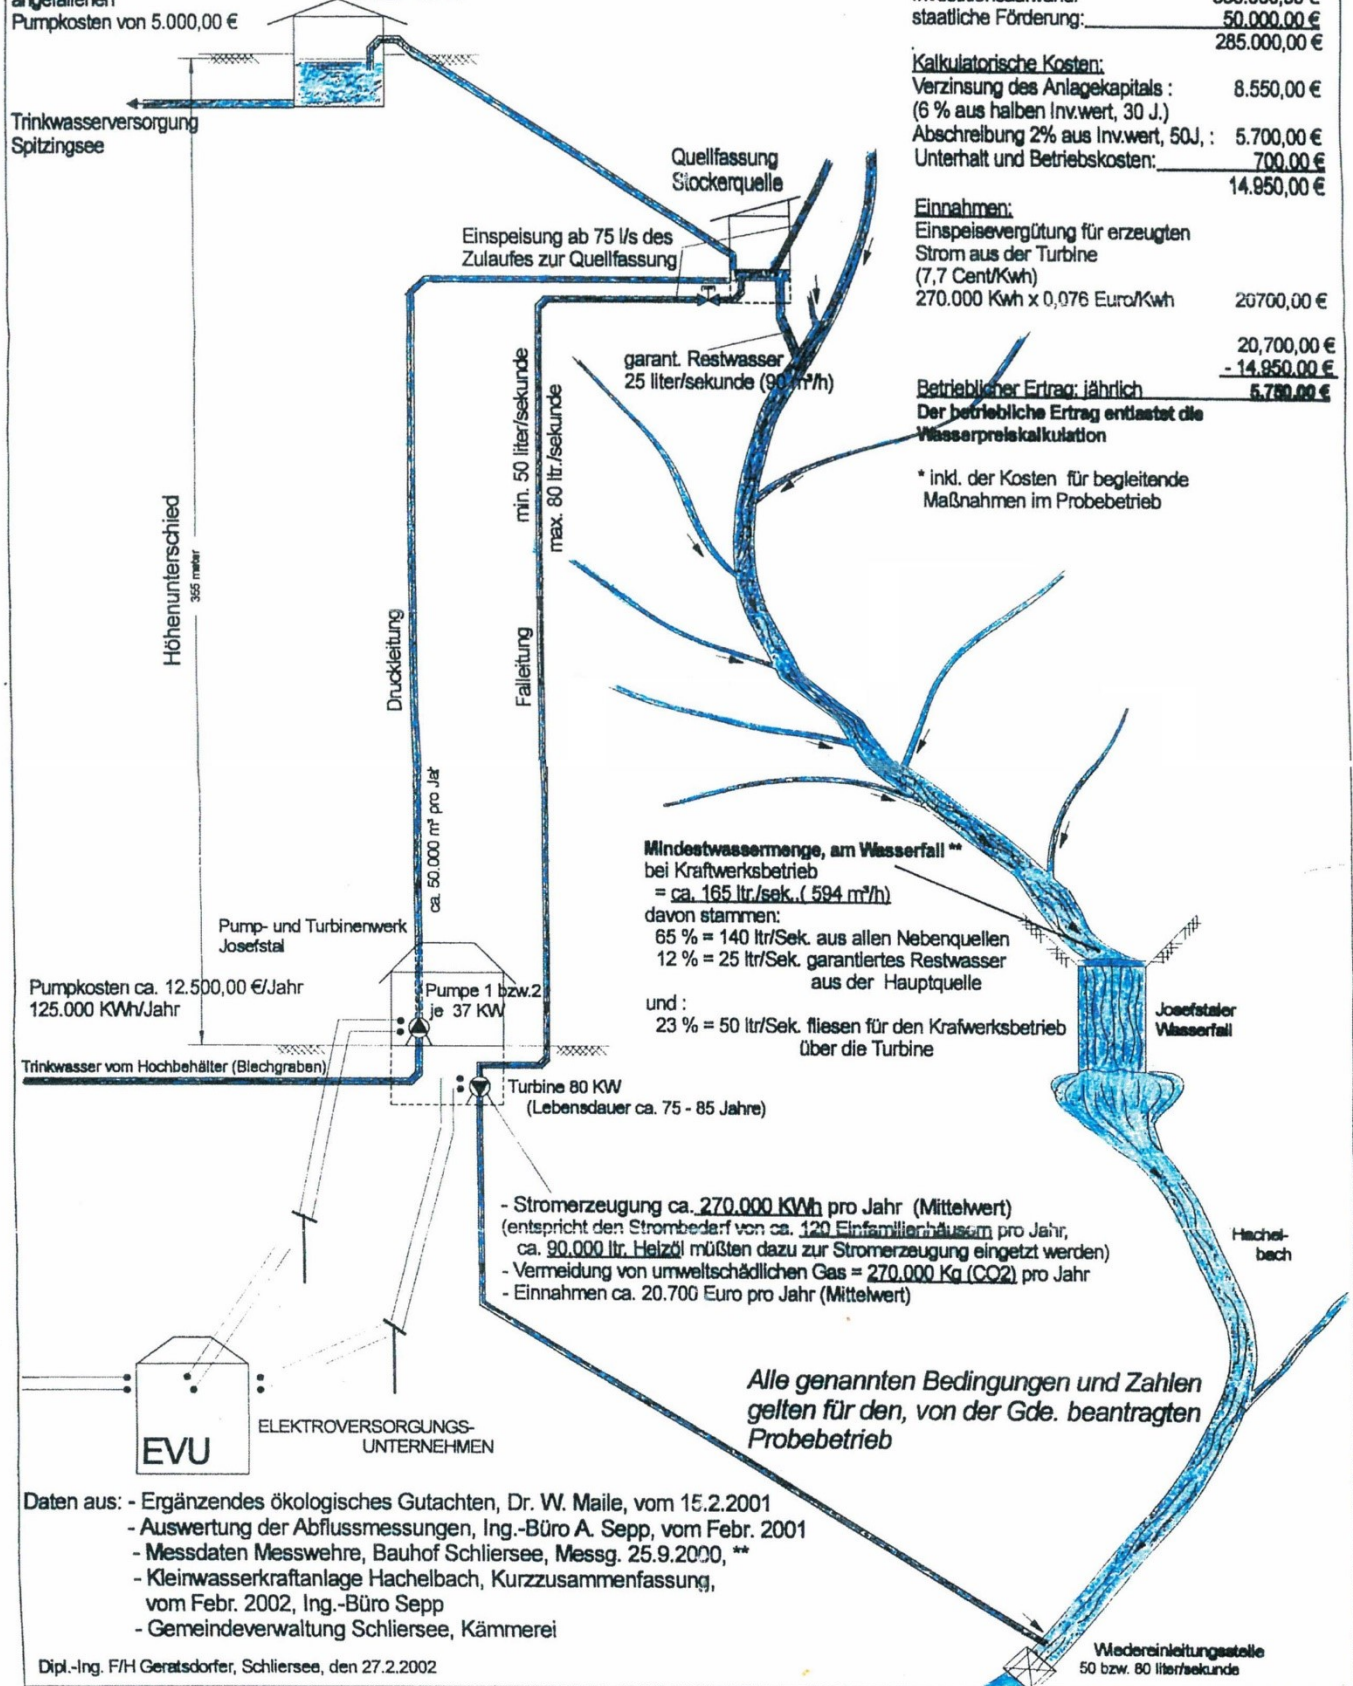 angefallenen
Pumpkosten von 5.000,00 €
Trinkwasserversorgung
Spitzingsee
staatliche Förderung: 50.000,00 €
285.000,00 €
Kalkulatorische Kosten:
Verzinsung des Anlagekapitals : 8.550,00 €
(6 % aus halben Inv.wert, 30 J.)
Abschreibung 2% aus Inv.wert, 50J, : 5.700,00 €
Unterhalt und Betriebskosten: 700,00 €
14.950,00 €
Einnahmen:
Einspeisevergütung für erzeugten
Strom aus der Turbine
(7,7 Cent/Kwh)
270.000 Kwh x 0,076 Euro/Kwh 20700,00 €
20,700,00 €
- 14.950,00 €
Betrieblicher Ertrag: jährlich 5.750,00 €
Der betriebliche Ertrag entlastet die
Wasserpreiskalkulation
* inkl. der Kosten für begleitende
Maßnahmen im Probebetrieb
Quellfassung
Stockerquelle
Einspeisung ab 75 l/s des
Zulaufes zur Quellfassung
garant. Restwasser
25 liter/sekunde (90 m³/h)
min. 50 liter/sekunde
max. 80 ltr./sekunde
Höhenunterschied
355 meter
Druckleitung
Falleitung
ca. 50.000 m³ pro Jahr
Mindestwassermenge, am Wasserfall **
bei Kraftwerksbetrieb
= ca. 165 ltr./sek..( 594 m³/h)
davon stammen:
65 % = 140 ltr/Sek. aus allen Nebenquellen
12 % = 25 ltr/Sek. garantiertes Restwasser
aus der Hauptquelle
und :
23 % = 50 ltr/Sek. fliesen für den Krafwerksbetrieb
über die Turbine
Josefstaler
Wasserfall
Pump- und Turbinenwerk
Josefstal
Pumpkosten ca. 12.500,00 €/Jahr
125.000 KWh/Jahr
Pumpe 1 bzw.2
je 37 KW
Trinkwasser vom Hochbehälter (Blechgraben)
Turbine 80 KW
(Lebensdauer ca. 75 - 85 Jahre)
- Stromerzeugung ca. 270.000 KWh pro Jahr (Mittelwert)
(entspricht den Strombedarf von ca. 120 Einfamilienhäusern pro Jahr,
ca. 90.000 ltr. Heizöl müßten dazu zur Stromerzeugung eingetzt werden)
- Vermeidung von umweltschädlichen Gas = 270.000 Kg (CO2) pro Jahr
- Einnahmen ca. 20.700 Euro pro Jahr (Mittelwert)
Hachel-
bach
Alle genannten Bedingungen und Zahlen
gelten für den, von der Gde. beantragten
Probebetrieb
EVU
ELEKTROVERSORGUNGS-
UNTERNEHMEN
Daten aus: - Ergänzendes ökologisches Gutachten, Dr. W. Maile, vom 15.2.2001
- Auswertung der Abflussmessungen, Ing.-Büro A. Sepp, vom Febr. 2001
- Messdaten Messwehre, Bauhof Schliersee, Messg. 25.9.2000, **
- Kleinwasserkraftanlage Hachelbach, Kurzzusammenfassung,
vom Febr. 2002, Ing.-Büro Sepp
- Gemeindeverwaltung Schliersee, Kämmerei
Dipl.-Ing. F/H Geratsdorfer, Schliersee, den 27.2.2002
Wiedereinleitungsstelle
50 bzw. 80 liter/sekunde